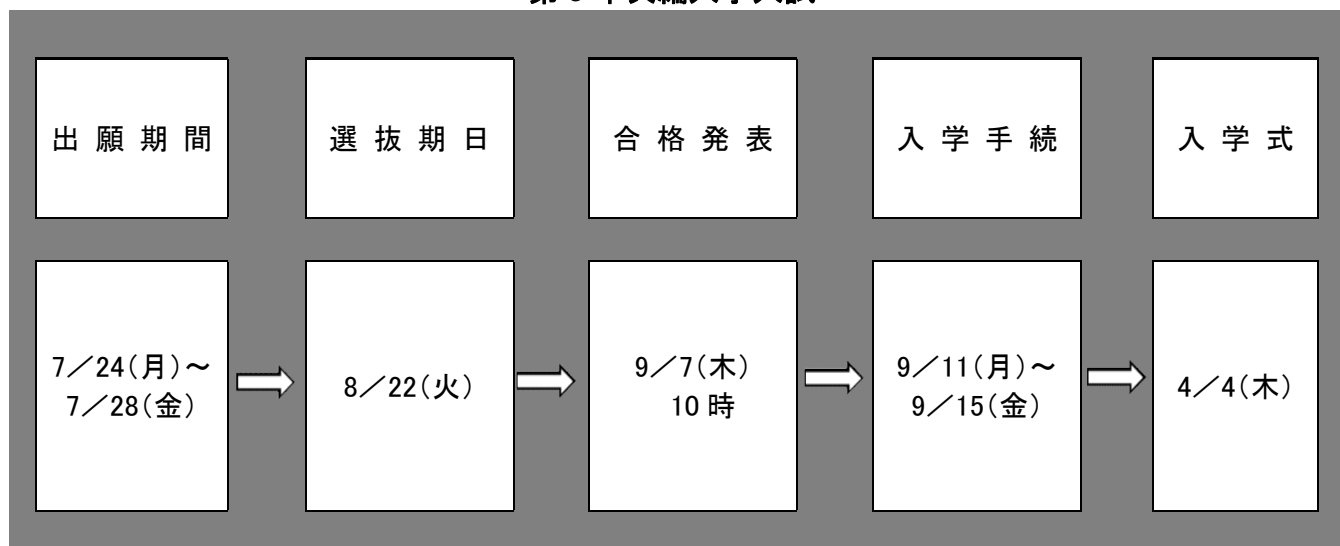 出願期間
選抜期日
合格発表
入学手続
入学式
7／24(月)～
7／28(金)
8／22(火)
9／7(木)
10時
9／11(月)～
9／15(金)
4／4(木)